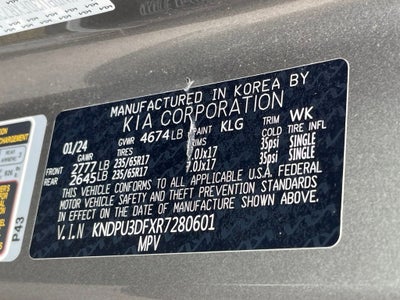 MANUFACTURED IN KOREA BY
KIA CORPORATION
01/24 GVWR 4674LB PAINT KLG TRIM WK
GAWR TIRES RIMS COLD TIRE INFL
FRONT 2777LB 235/65R17 7.0Jx17 35psi SINGLE
REAR 2645LB 235/65R17 7.0Jx17 35psi SINGLE
THIS VEHICLE CONFORMS TO ALL APPLICABLE U.S.A. FEDERAL
MOTOR VEHICLE SAFETY AND THEFT PREVENTION STANDARDS
IN EFFECT ON THE DATE OF MANUFACTURE SHOWN ABOVE.
V.I.N KNDPU3DFXR7280601
MPV
P43